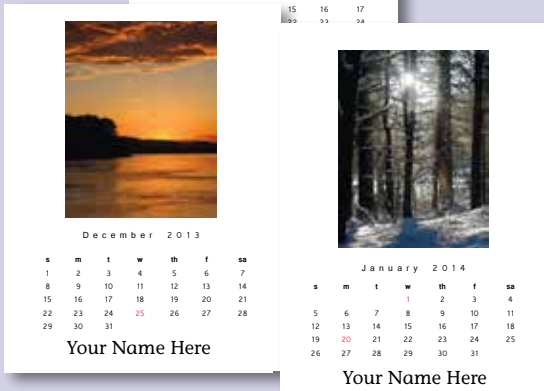 15 16 17
22 23 24
December 2013
s m t w th f sa
1 2 3 4 5 6 7
8 9 10 11 12 13 14
15 16 17 18 19 20 21
22 23 24 25 26 27 28
29 30 31
Your Name Here
January 2014
s m t w th f sa
1 2 3 4
5 6 7 8 9 10 11
12 13 14 15 16 17 18
19 20 21 22 23 24 25
26 27 28 29 30 31
Your Name Here